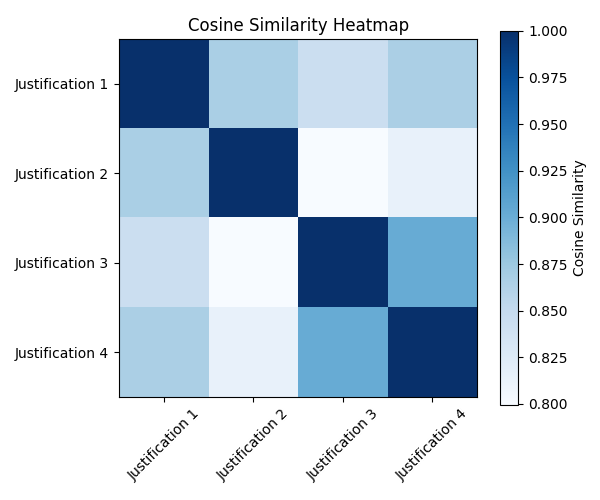 Cosine Similarity Heatmap
Justification 1
Justification 2
Justification 3
Justification 4
Justification 1
Justification 2
Justification 3
Justification 4
1.000
0.975
0.950
0.925
0.900
0.875
0.850
0.825
0.800
Cosine Similarity